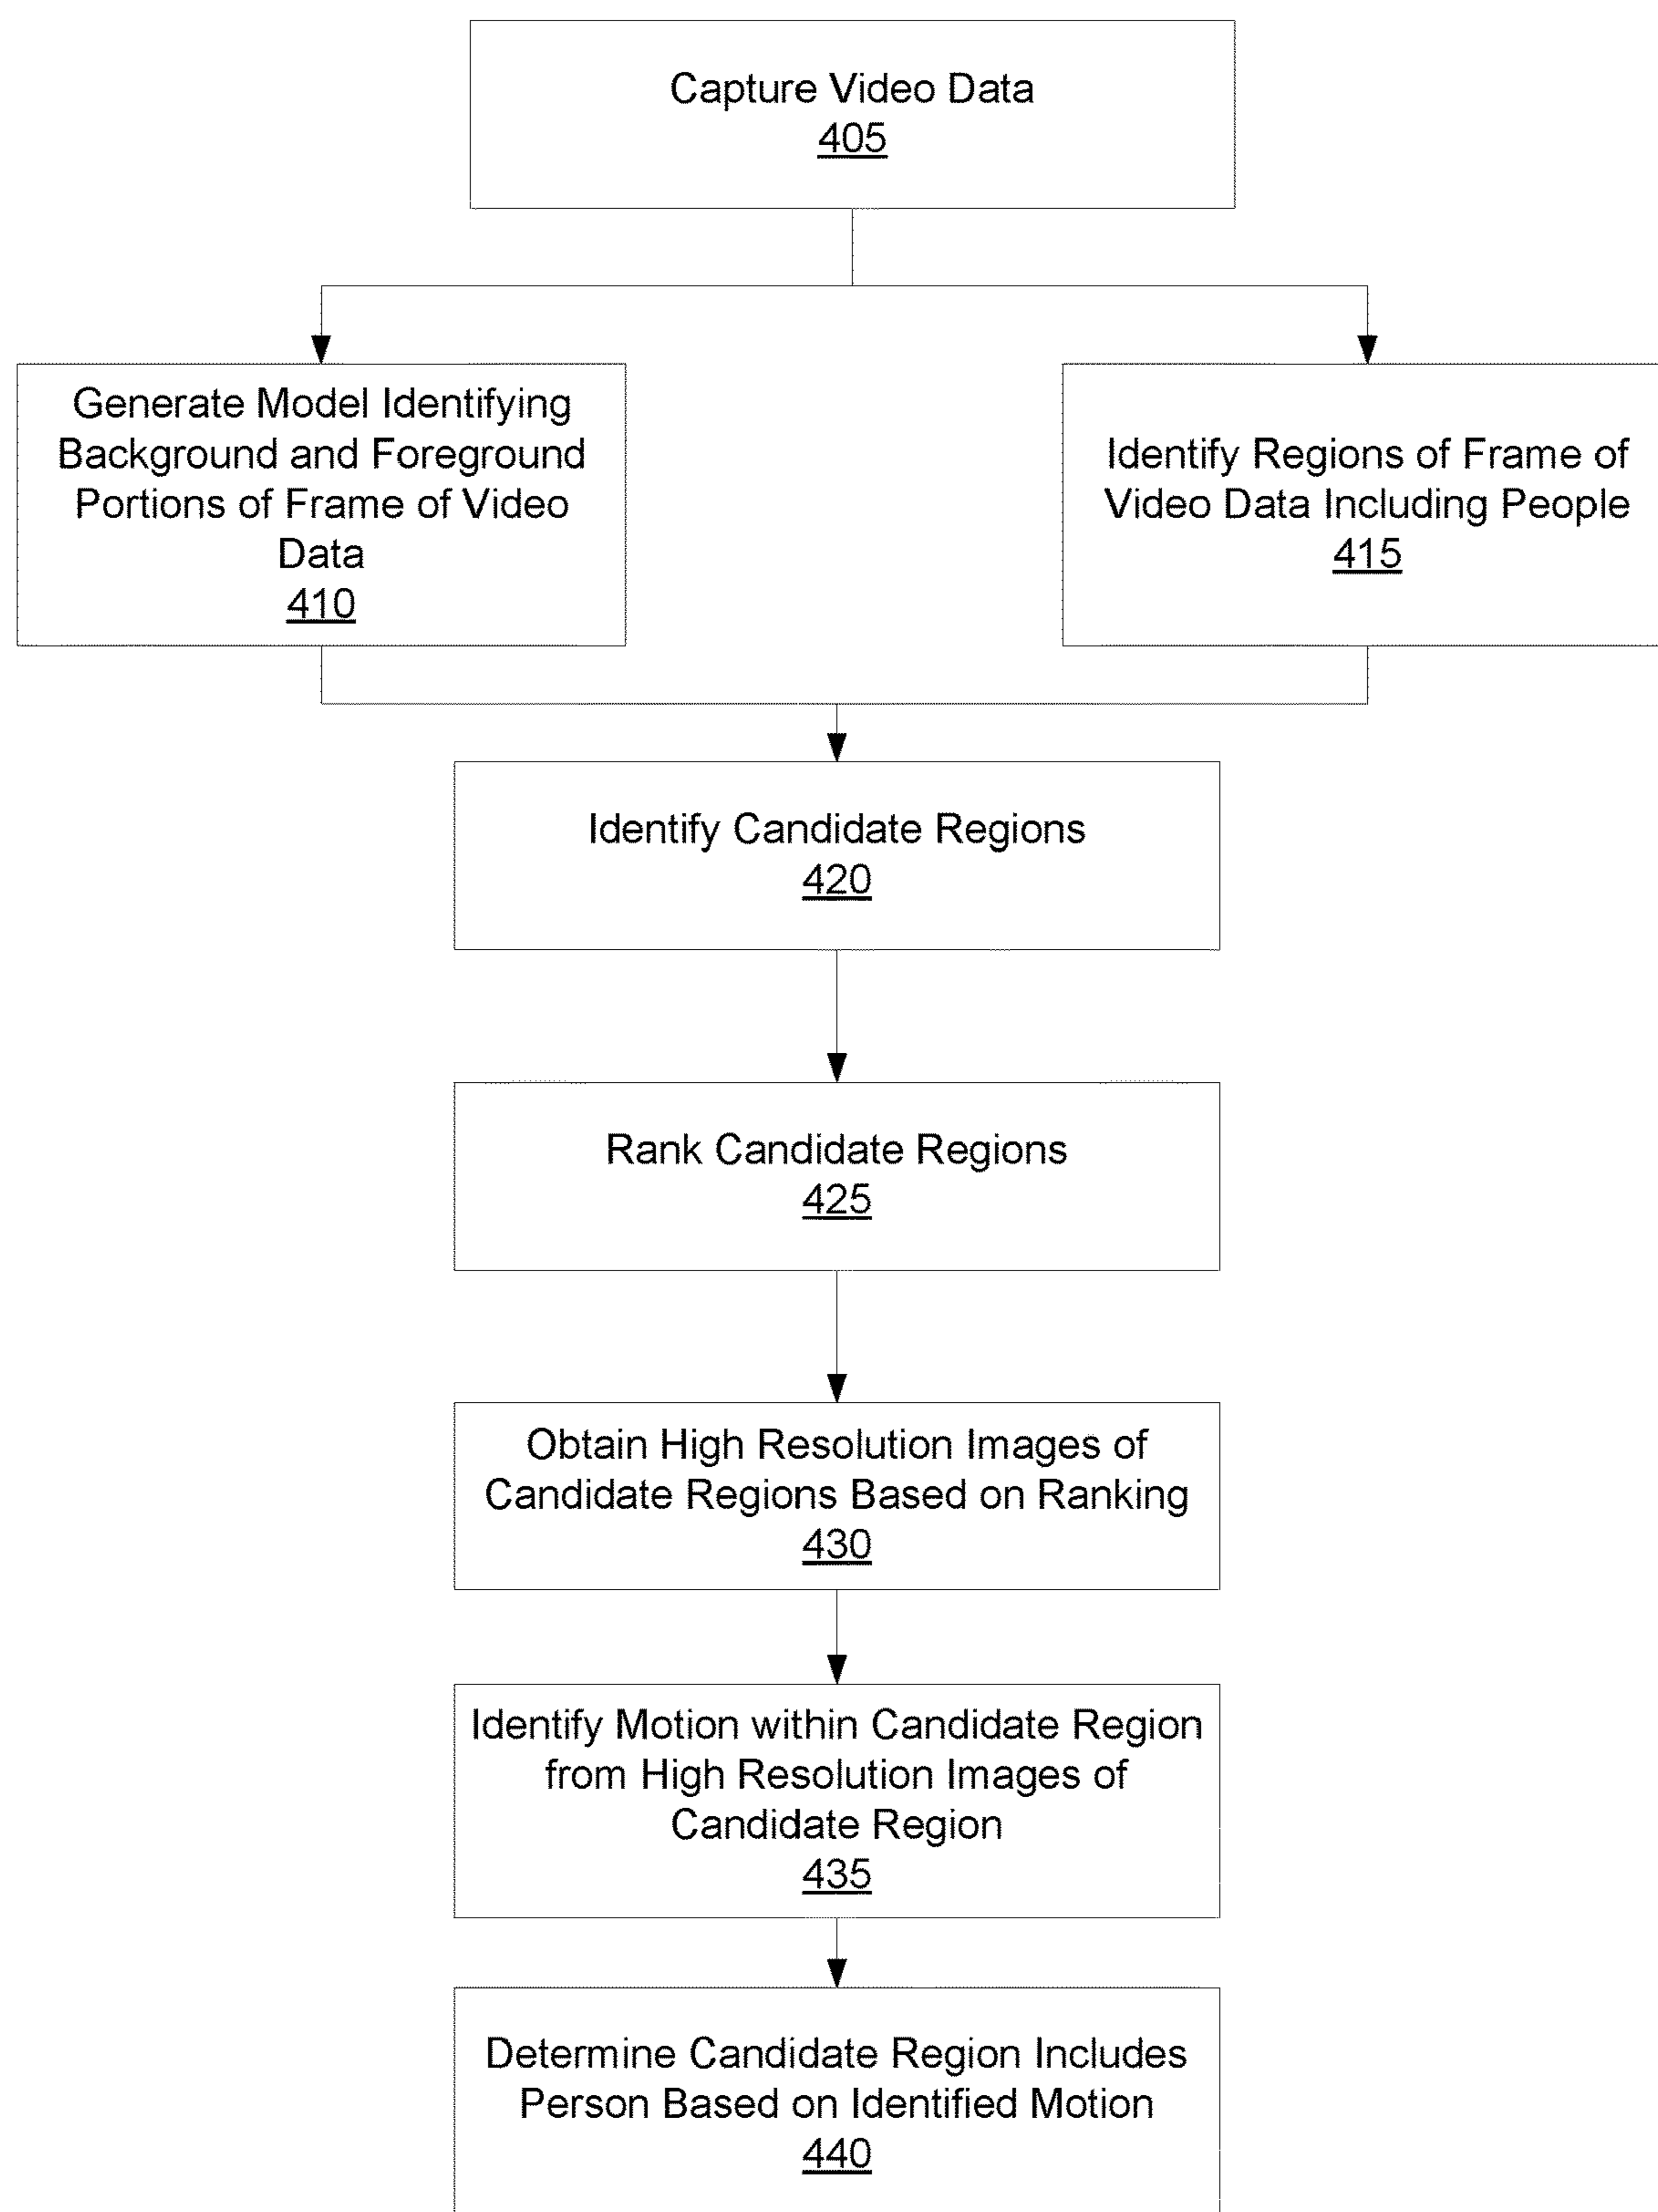 Capture Video Data
405
Generate Model Identifying
Background and Foreground
Portions of Frame of Video
Data
410
Identify Regions of Frame of
Video Data Including People
415
Identify Candidate Regions
420
Rank Candidate Regions
425
Obtain High Resolution Images of
Candidate Regions Based on Ranking
430
Identify Motion within Candidate Region
from High Resolution Images of
Candidate Region
435
Determine Candidate Region Includes
Person Based on Identified Motion
440